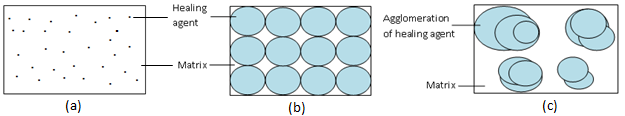 Healing
agent
Matrix
(a)
(b)
Agglomeration
of healing agent
Matrix
(c)